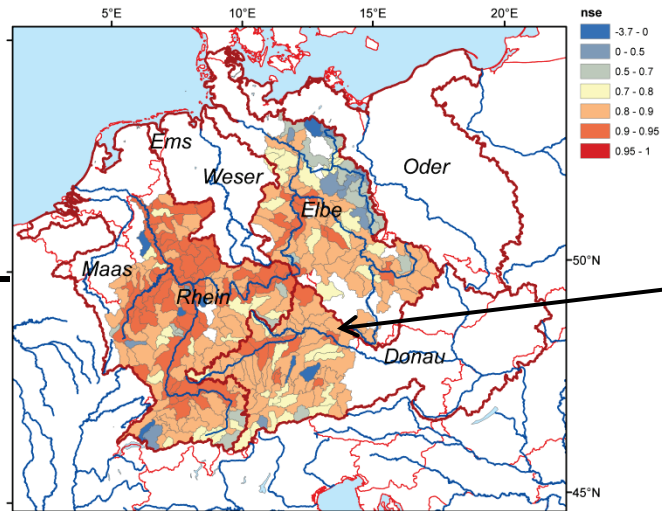 5°E 10°E 15°E 20°E
nse
-3.7 - 0
0 - 0.5
0.5 - 0.7
0.7 - 0.8
0.8 - 0.9
0.9 - 0.95
0.95 - 1
Ems
Weser
Oder
Elbe
50°N
Maas
Rhein
Donau
45°N